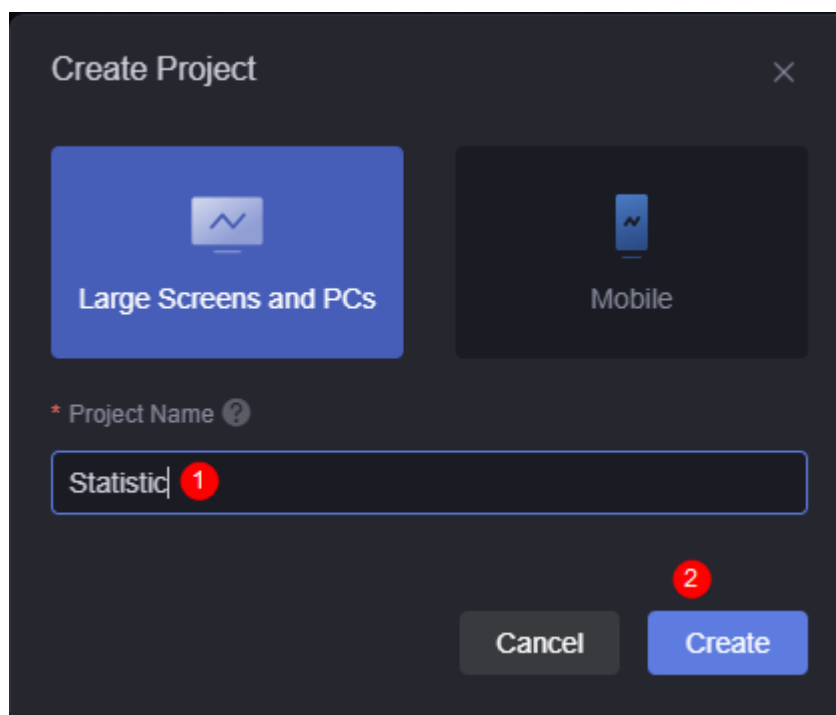 Create Project
Large Screens and PCs
Mobile
* Project Name ?
Statistic 1
2
Cancel
Create